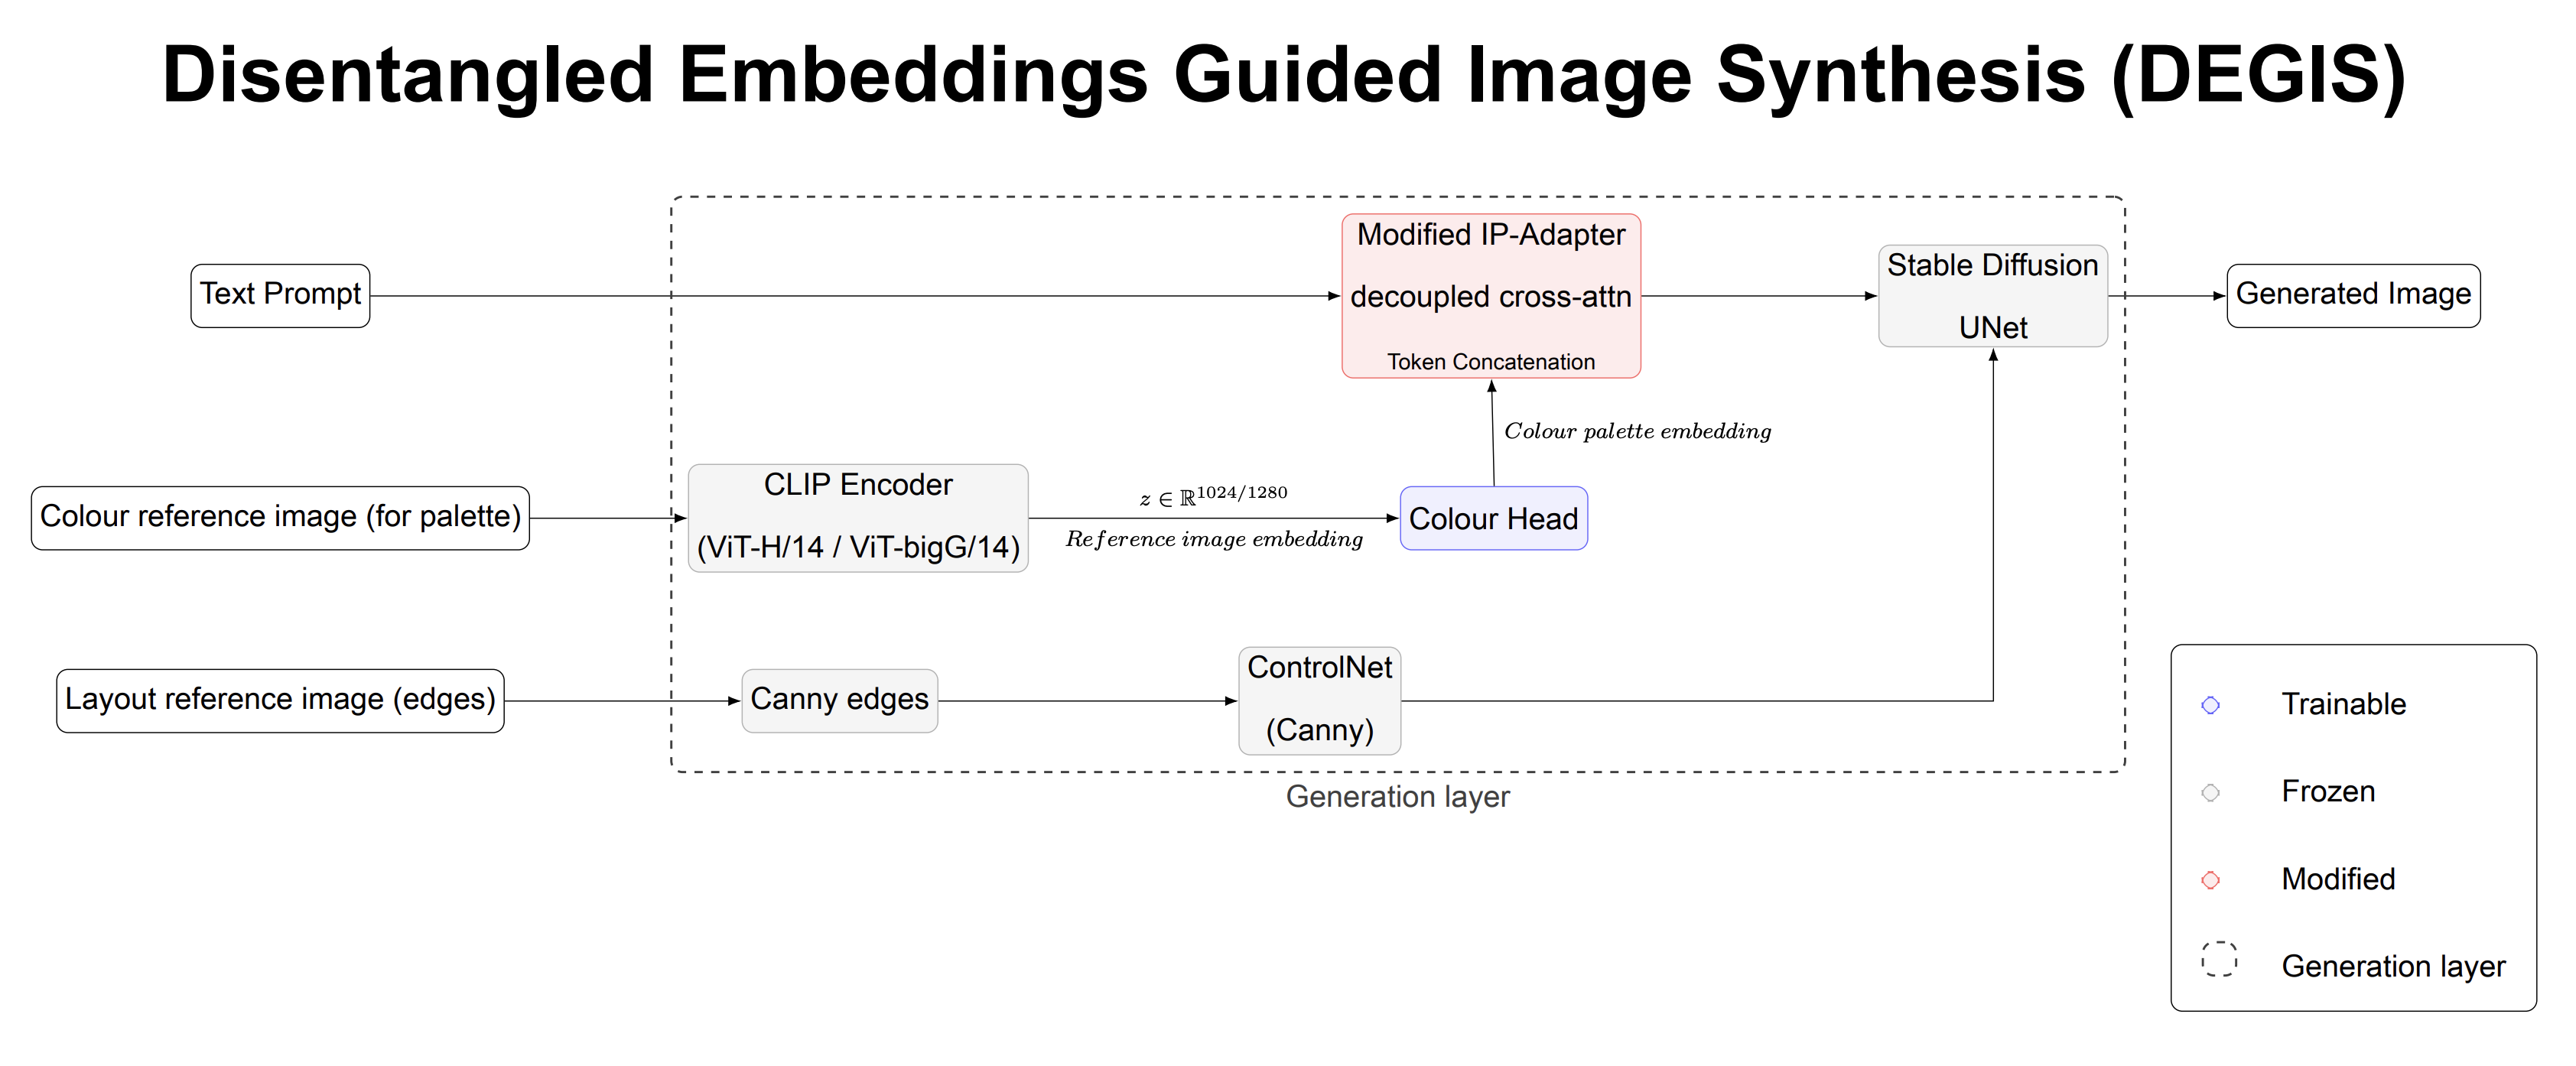 Disentangled Embeddings Guided Image Synthesis (DEGIS)
Text Prompt
Modified IP-Adapter
decoupled cross-attn
Token Concatenation
Stable Diffusion
UNet
Generated Image
Colour palette embedding
Colour reference image (for palette)
CLIP Encoder
(ViT-H/14 / ViT-bigG/14)
z ∈ ℝ^1024/1280
Reference image embedding
Colour Head
Layout reference image (edges)
Canny edges
ControlNet
(Canny)
Generation layer
Trainable
Frozen
Modified
Generation layer